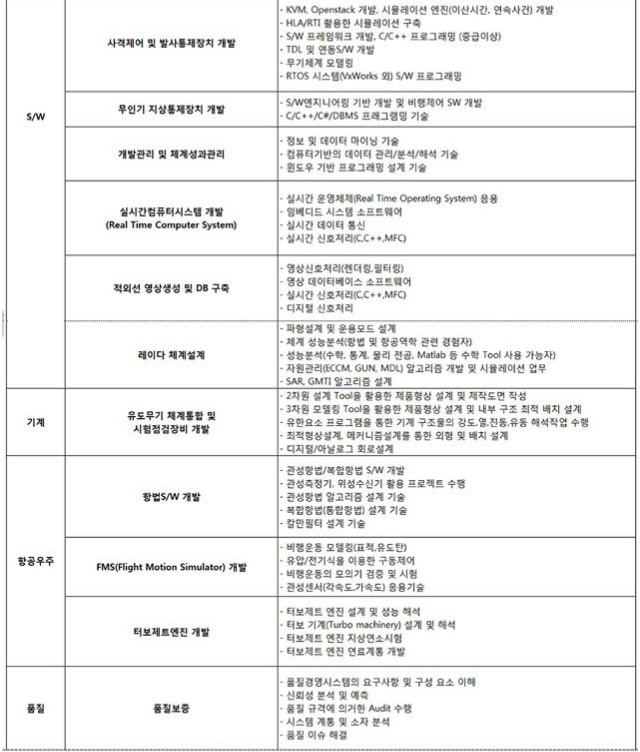 S/W
사격제어 및 발사통제장치 개발
- KVM, Openstack 개발, 시뮬레이션 엔진(이산시간, 연속사건) 개발
- HLA/RTI 활용한 시뮬레이션 구축
- S/W 프레임워크 개발, C/C++ 프로그래밍 (중급이상)
- TDL 및 연동S/W 개발
- 무기체계 모델링
- RTOS 시스템(VxWorks 외) S/W 프로그래밍
무인기 지상통제장치 개발
- S/W엔지니어링 기반 개발 및 비행제어 SW 개발
- C/C++/C#/DBMS 프래그램밍 기술
개발관리 및 체계성과관리
- 정보 및 데이터 마이닝 기술
- 컴퓨터기반의 데이터 관리/분석/해석 기술
- 윈도우 기반 프로그래밍 설계 기술
실시간컴퓨터시스템 개발
(Real Time Computer System)
- 실시간 운영체제(Real Time Operating System) 응용
- 임베디드 시스템 소프트웨어
- 실시간 데이터 통신
- 실시간 신호처리(C,C++,MFC)
적외선 영상생성 및 DB 구축
- 영상신호처리(렌더링,필터링)
- 영상 데이터베이스 소프트웨어
- 실시간 신호처리(C,C++,MFC)
- 디지털 신호처리
레이다 체계설계
- 파형설계 및 운용모드 설계
- 체계 성능분석(항법 및 항공역학 관련 경험자)
- 성능분석(수학, 통계, 물리 전공, Matlab 등 수학 Tool 사용 가능자)
- 자원관리(ECCM, GUN, MDL) 알고리즘 개발 및 시뮬레이션 업무
- SAR, GMTI 알고리즘 설계
기계
유도무기 체계통합 및
시험점검장비 개발
- 2차원 설계 Tool을 활용한 제품형상 설계 및 제작도면 작성
- 3차원 모델링 Tool을 활용한 제품형상 설계 및 내부 구조 최적 배치 설계
- 유한요소 프로그램을 통한 기계 구조물의 강도,열,진동,유동 해석작업 수행
- 최적형상설계, 메커니즘설계를 통한 외형 및 배치 설계
- 디지털/아날로그 회로설계
항공우주
항법S/W 개발
- 관성항법/복합항법 S/W 개발
- 관성측정기, 위성수신기 활용 프로젝트 수행
- 관성항법 알고리즘 설계 기술
- 복합항법(통합항법) 설계 기술
- 칼만필터 설계 기술
FMS(Flight Motion Simulator) 개발
- 비행운동 모델링(표적,유도탄)
- 유압/전기식을 이용한 구동제어
- 비행운동의 모의기 검증 및 시험
- 관성센서(각속도,가속도) 응용기술
터보제트엔진 개발
- 터보제트 엔진 설계 및 성능 해석
- 터보 기계(Turbo machinery) 설계 및 해석
- 터보제트 엔진 지상연소시험
- 터보제트 엔진 연료계통 개발
품질
품질보증
- 품질경영시스템의 요구사항 및 구성 요소 이해
- 신뢰성 분석 및 예측
- 품질 규격에 의거한 Audit 수행
- 시스템 계통 및 소자 분석
- 품질 이슈 해결